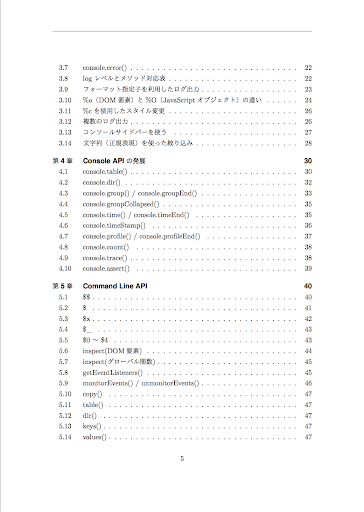 3.7 console.error() . . . . . . . . . . . . . . . . . . . . . . . . . . . . . . 22
3.8 log レベルとメソッド対応表 . . . . . . . . . . . . . . . . . . . . . . . . 22
3.9 フォーマット指定子を利用したログ出力 . . . . . . . . . . . . . . . . . . 23
3.10 %o（DOM 要素）と %O（JavaScript オブジェクト）の違い . . . . . . . 24
3.11 %c を使用したスタイル変更 . . . . . . . . . . . . . . . . . . . . . . . . 26
3.12 複数のログ出力 . . . . . . . . . . . . . . . . . . . . . . . . . . . . . . 26
3.13 コンソールサイドバーを使う . . . . . . . . . . . . . . . . . . . . . . . 27
3.14 文字列（正規表現）を使った絞り込み . . . . . . . . . . . . . . . . . . . 28
第 4 章 Console API の発展 30
4.1 console.table() . . . . . . . . . . . . . . . . . . . . . . . . . . . . . . 30
4.2 console.dir() . . . . . . . . . . . . . . . . . . . . . . . . . . . . . . . 32
4.3 console.group() / console.groupEnd() . . . . . . . . . . . . . . . . . . 33
4.4 console.groupCollapsed() . . . . . . . . . . . . . . . . . . . . . . . . . 35
4.5 console.time() / console.timeEnd() . . . . . . . . . . . . . . . . . . . 35
4.6 console.timeStamp() . . . . . . . . . . . . . . . . . . . . . . . . . . . 36
4.7 console.profile() / console.profileEnd() . . . . . . . . . . . . . . . . . 37
4.8 console.count() . . . . . . . . . . . . . . . . . . . . . . . . . . . . . . 38
4.9 console.trace() . . . . . . . . . . . . . . . . . . . . . . . . . . . . . . 38
4.10 console.assert() . . . . . . . . . . . . . . . . . . . . . . . . . . . . . 39
第 5 章 Command Line API 40
5.1 $$ . . . . . . . . . . . . . . . . . . . . . . . . . . . . . . . . . . . . 40
5.2 $ . . . . . . . . . . . . . . . . . . . . . . . . . . . . . . . . . . . . 41
5.3 $x . . . . . . . . . . . . . . . . . . . . . . . . . . . . . . . . . . . . 42
5.4 $_ . . . . . . . . . . . . . . . . . . . . . . . . . . . . . . . . . . . . 43
5.5 $0 ～ $4 . . . . . . . . . . . . . . . . . . . . . . . . . . . . . . . . . 43
5.6 inspect(DOM 要素) . . . . . . . . . . . . . . . . . . . . . . . . . . . 44
5.7 inspect(グローバル関数) . . . . . . . . . . . . . . . . . . . . . . . . . 45
5.8 getEventListeners() . . . . . . . . . . . . . . . . . . . . . . . . . . . 45
5.9 monitorEvents() / unmonitorEvents() . . . . . . . . . . . . . . . . . . 46
5.10 copy() . . . . . . . . . . . . . . . . . . . . . . . . . . . . . . . . . . 47
5.11 table() . . . . . . . . . . . . . . . . . . . . . . . . . . . . . . . . . . 47
5.12 dir() . . . . . . . . . . . . . . . . . . . . . . . . . . . . . . . . . . . 47
5.13 keys() . . . . . . . . . . . . . . . . . . . . . . . . . . . . . . . . . . 47
5.14 values() . . . . . . . . . . . . . . . . . . . . . . . . . . . . . . . . . 47
5